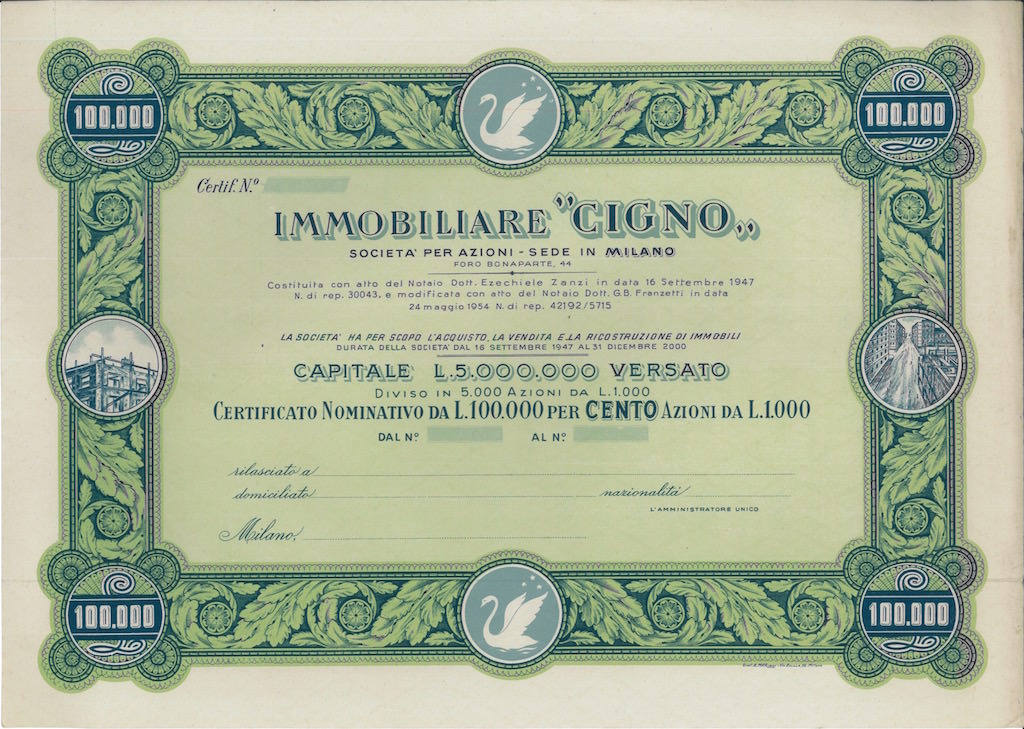 100.000
100.000
Certif. N.º
IMMOBILIARE "CIGNO„
SOCIETA' PER AZIONI - SEDE IN MILANO
FORO BONAPARTE, 44
Costituita con atto del Notaio Dott. Ezechiele Zanzi in data 16 Settembre 1947
N. di rep. 30043, e modificata con atto del Notaio Dott. G.B. Franzetti in data
24 maggio 1954 N. di rep. 42192/5715
LA SOCIETA' HA PER SCOPO L'ACQUISTO, LA VENDITA E LA RICOSTRUZIONE DI IMMOBILI
DURATA DELLA SOCIETA' DAL 16 SETTEMBRE 1947 AL 31 DICEMBRE 2000
CAPITALE L. 5.000.000 VERSATO
DIVISO IN 5.000 AZIONI DA L. 1.000
CERTIFICATO NOMINATIVO DA L. 100.000 PER CENTO AZIONI DA L. 1.000
DAL N.º AL N.º
rilasciato a
domiciliato nazionalità
L'AMMINISTRATORE UNICO
Milano,
100.000
100.000
Milano